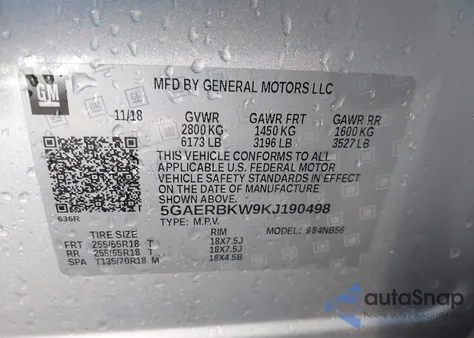 GM
MFD BY GENERAL MOTORS LLC
11/18 GVWR GAWR FRT GAWR RR
2800 KG 1450 KG 1600 KG
6173 LB 3196 LB 3527 LB
THIS VEHICLE CONFORMS TO ALL
APPLICABLE U.S. FEDERAL MOTOR
VEHICLE SAFETY STANDARDS IN EFFECT
ON THE DATE OF MANUFACTURE
SHOWN ABOVE.
5GAERBKW9KJ190498
636R TYPE: M.P.V. MODEL: 984NB56
TIRE SIZE RIM
FRT 255/65R18 T 18X7.5J
RR 255/65R18 T 18X7.5J
SPA T135/70R18 M 18X4.5B
autoSnap